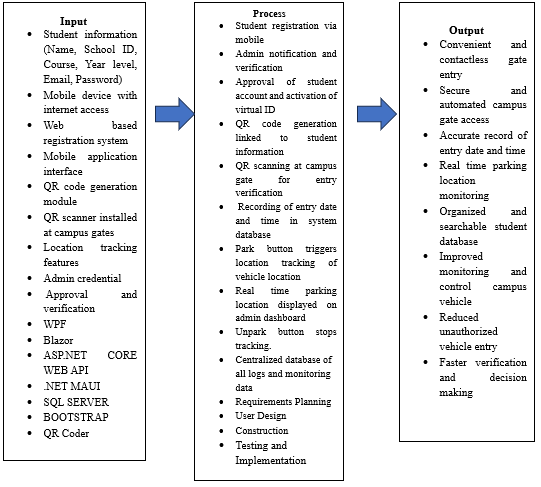 Input
• Student information
(Name, School ID,
Course, Year level,
Email, Password)
• Mobile device with
internet access
• Web based
registration system
• Mobile application
interface
• QR code generation
module
• QR scanner installed
at campus gates
• Location tracking
features
• Admin credential
• Approval and
verification
• WPF
• Blazor
• ASP.NET CORE
WEB API
• .NET MAUI
• SQL SERVER
• BOOTSTRAP
• QR Coder
Process
• Student registration via
mobile
• Admin notification and
verification
• Approval of student
account and activation of
virtual ID
• QR code generation
linked to student
information
• QR scanning at campus
gate for entry
verification
• Recording of entry date
and time in system
database
• Park button triggers
location tracking of
vehicle location
• Real time parking
location displayed on
admin dashboard
• Unpark button stops
tracking.
• Centralized database of
all logs and monitoring
data
• Requirements Planning
• User Design
• Construction
• Testing and
Implementation
Output
• Convenient and
contactless gate
entry
• Secure and
automated campus
gate access
• Accurate record of
entry date and time
• Real time parking
location
monitoring
• Organized and
searchable student
database
• Improved
monitoring and
control campus
vehicle
• Reduced
unauthorized
vehicle entry
• Faster verification
and decision
making